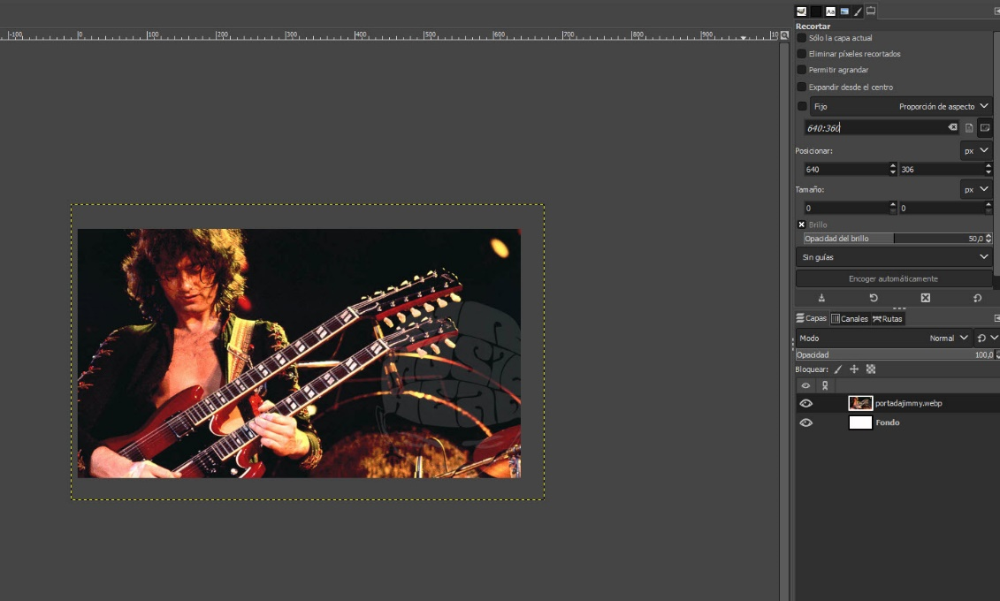 -100 0 100 200 300 400 500 600 700 800 900 10
Aa
Recortar
Sólo la capa actual
Eliminar píxeles recortados
Permitir agrandar
Expandir desde el centro
Fijo Proporción de aspecto
640:360
Posicionar: px
640 306
Tamaño: px
0 0
Brillo
Opacidad del brillo 50,0
Sin guías
Encoger automáticamente
Capas Canales Rutas
Modo Normal
Opacidad 100,0
Bloquear:
portadajimmy.webp
Fondo